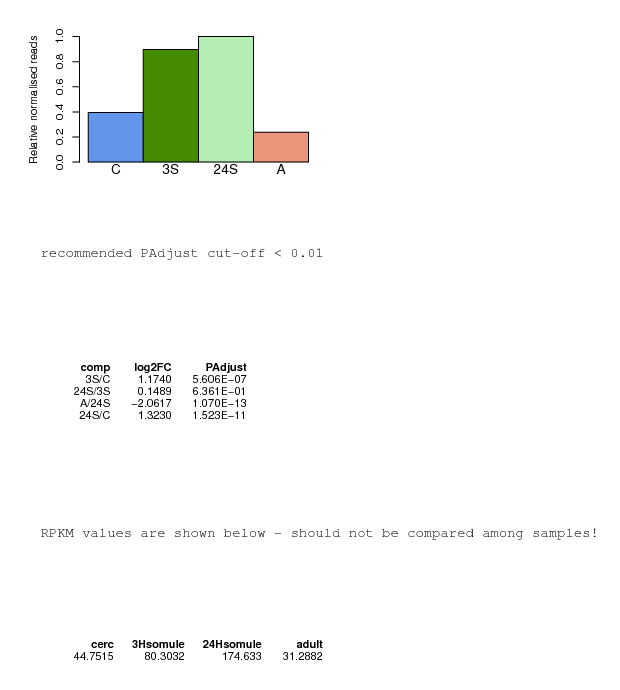 Relative normalised reads
1.0
0.8
0.6
0.4
0.2
0.0
C 3S 24S A
recommended PAdjust cut-off < 0.01
comp log2FC PAdjust
3S/C 1.1740 5.606E−07
24S/3S 0.1489 6.361E−01
A/24S −2.0617 1.070E−13
24S/C 1.3230 1.523E−11
RPKM values are shown below - should not be compared among samples!
cerc 3Hsomule 24Hsomule adult
44.7515 80.3032 174.633 31.2882